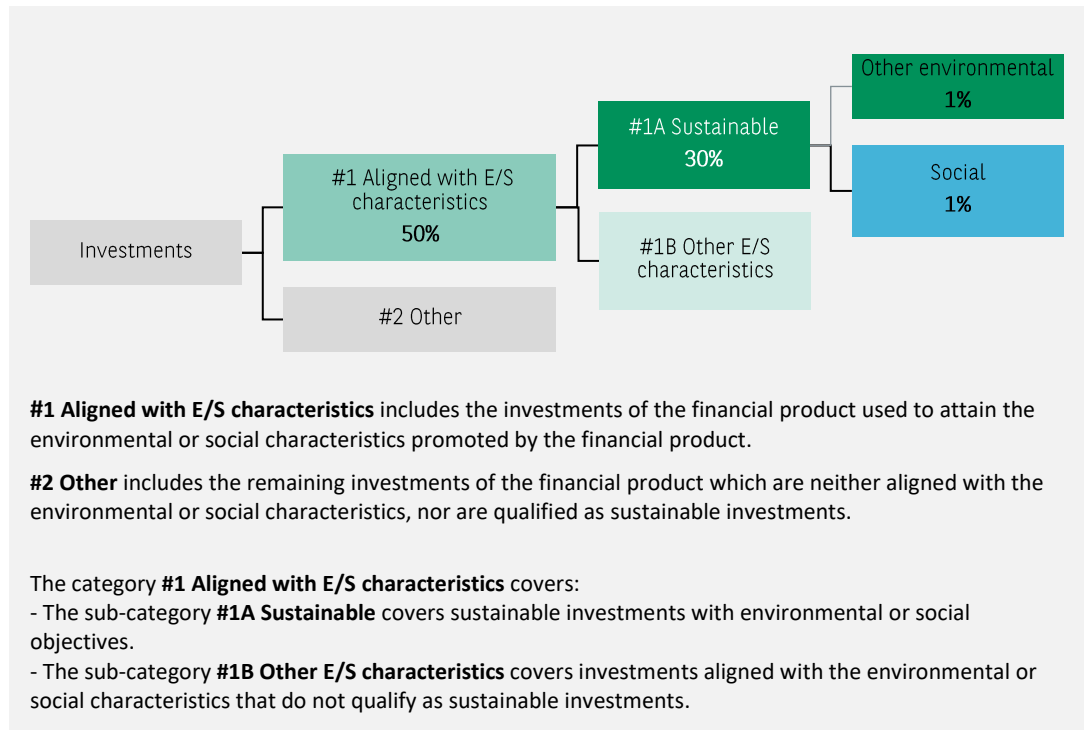 Other environmental
1%
#1A Sustainable
30%
Social
1%
#1 Aligned with E/S
characteristics
50%
#1B Other E/S
characteristics
Investments
#2 Other
#1 Aligned with E/S characteristics includes the investments of the financial product used to attain the
environmental or social characteristics promoted by the financial product.
#2 Other includes the remaining investments of the financial product which are neither aligned with the
environmental or social characteristics, nor are qualified as sustainable investments.
The category #1 Aligned with E/S characteristics covers:
- The sub-category #1A Sustainable covers sustainable investments with environmental or social
objectives.
- The sub-category #1B Other E/S characteristics covers investments aligned with the environmental or
social characteristics that do not qualify as sustainable investments.